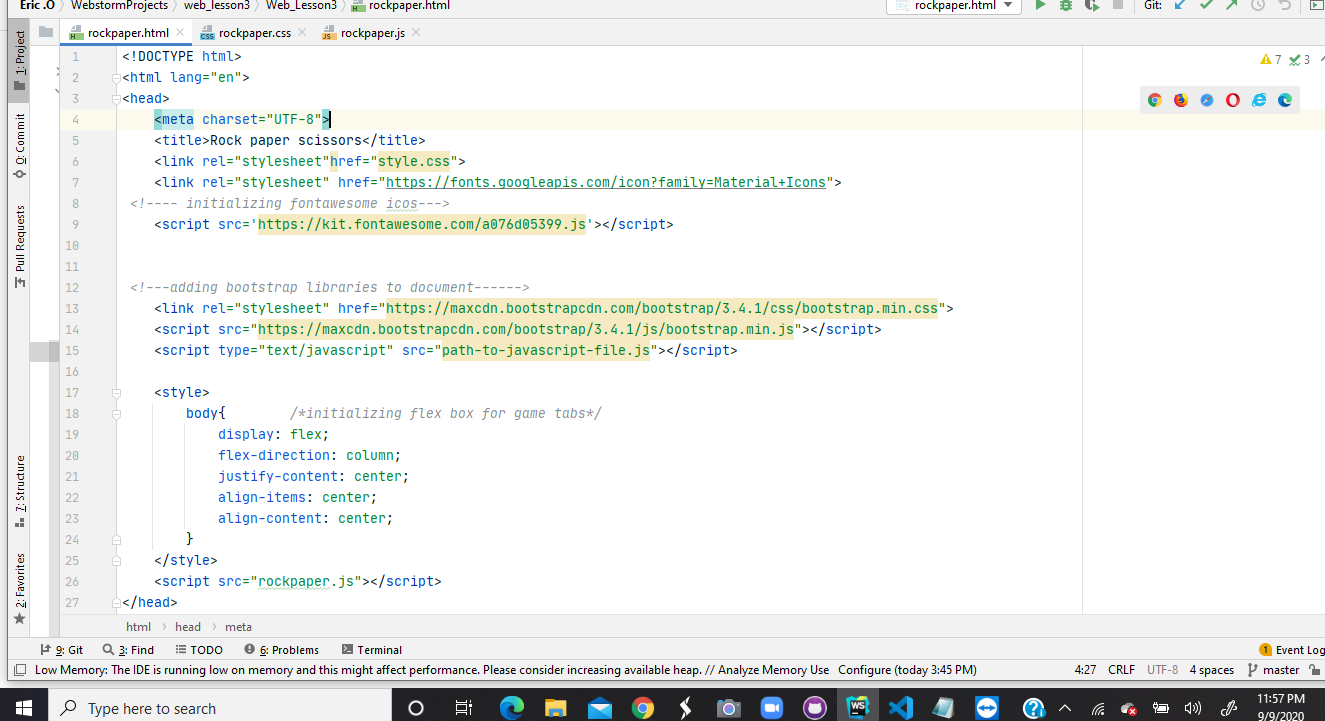 Eric .O WebstormProjects web_lesson3 Web_Lesson3 rockpaper.html rockpaper.html Git:
rockpaper.html rockpaper.css rockpaper.js
1: Project
0: Commit
Pull Requests
7: Structure
2: Favorites
7 3
1 <!DOCTYPE html>
2 <html lang="en">
3 <head>
4 <meta charset="UTF-8">
5 <title>Rock paper scissors</title>
6 <link rel="stylesheet"href="style.css">
7 <link rel="stylesheet" href="https://fonts.googleapis.com/icon?family=Material+Icons">
8 <!---- initializing fontawesome icos--->
9 <script src='https://kit.fontawesome.com/a076d05399.js'></script>
10
11
12 <!---adding bootstrap libraries to document------>
13 <link rel="stylesheet" href="https://maxcdn.bootstrapcdn.com/bootstrap/3.4.1/css/bootstrap.min.css">
14 <script src="https://maxcdn.bootstrapcdn.com/bootstrap/3.4.1/js/bootstrap.min.js"></script>
15 <script type="text/javascript" src="path-to-javascript-file.js"></script>
16
17 <style>
18 body{ /*initializing flex box for game tabs*/
19 display: flex;
20 flex-direction: column;
21 justify-content: center;
22 align-items: center;
23 align-content: center;
24 }
25 </style>
26 <script src="rockpaper.js"></script>
27 </head>
html head meta
9: Git 3: Find TODO 6: Problems Terminal 1 Event Log
Low Memory: The IDE is running low on memory and this might affect performance. Please consider increasing available heap. // Analyze Memory Use Configure (today 3:45 PM) 4:27 CRLF UTF-8 4 spaces master
Type here to search WS 11:57 PM
9/9/2020